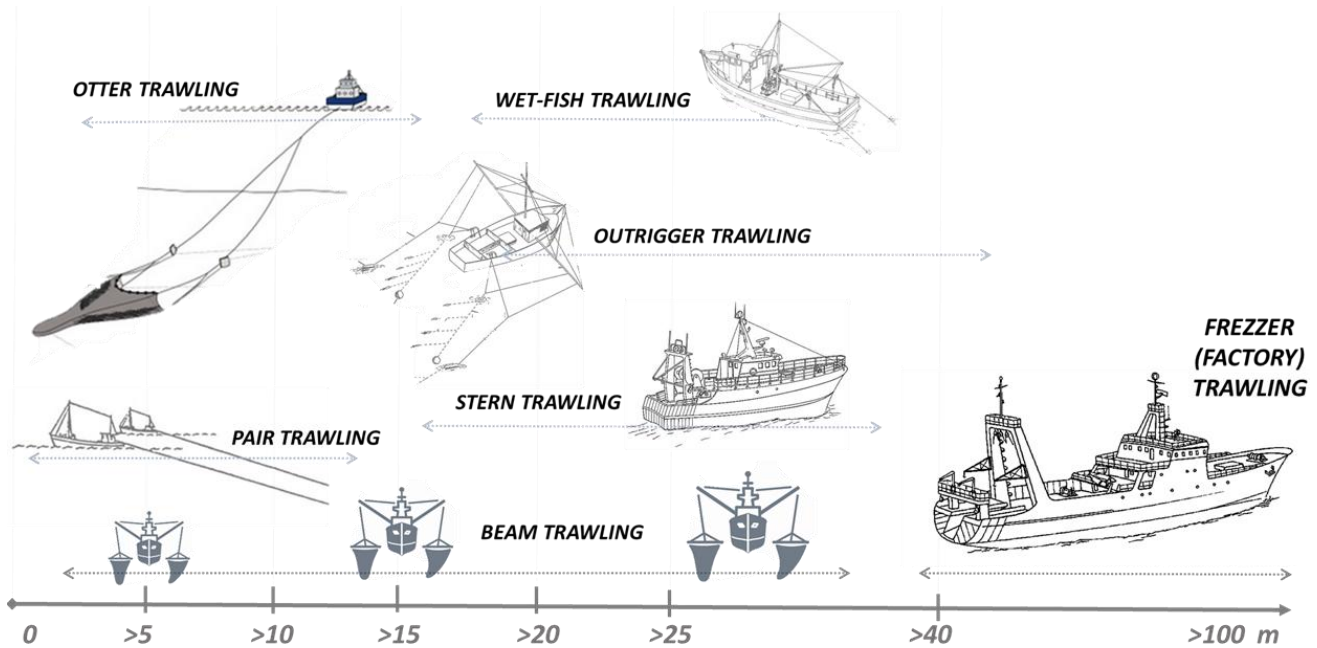 OTTER TRAWLING
WET-FISH TRAWLING
OUTRIGGER TRAWLING
FREZZER
(FACTORY)
TRAWLING
STERN TRAWLING
PAIR TRAWLING
BEAM TRAWLING
0 >5 >10 >15 >20 >25 >40 >100 m